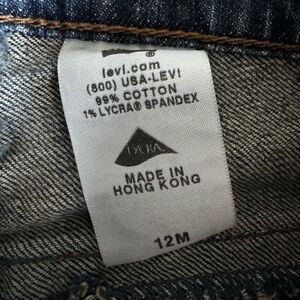 levi.com
(800) USA-LEVI
99% COTTON
1% LYCRA® SPANDEX
LYCRA
MADE IN
HONG KONG
12M